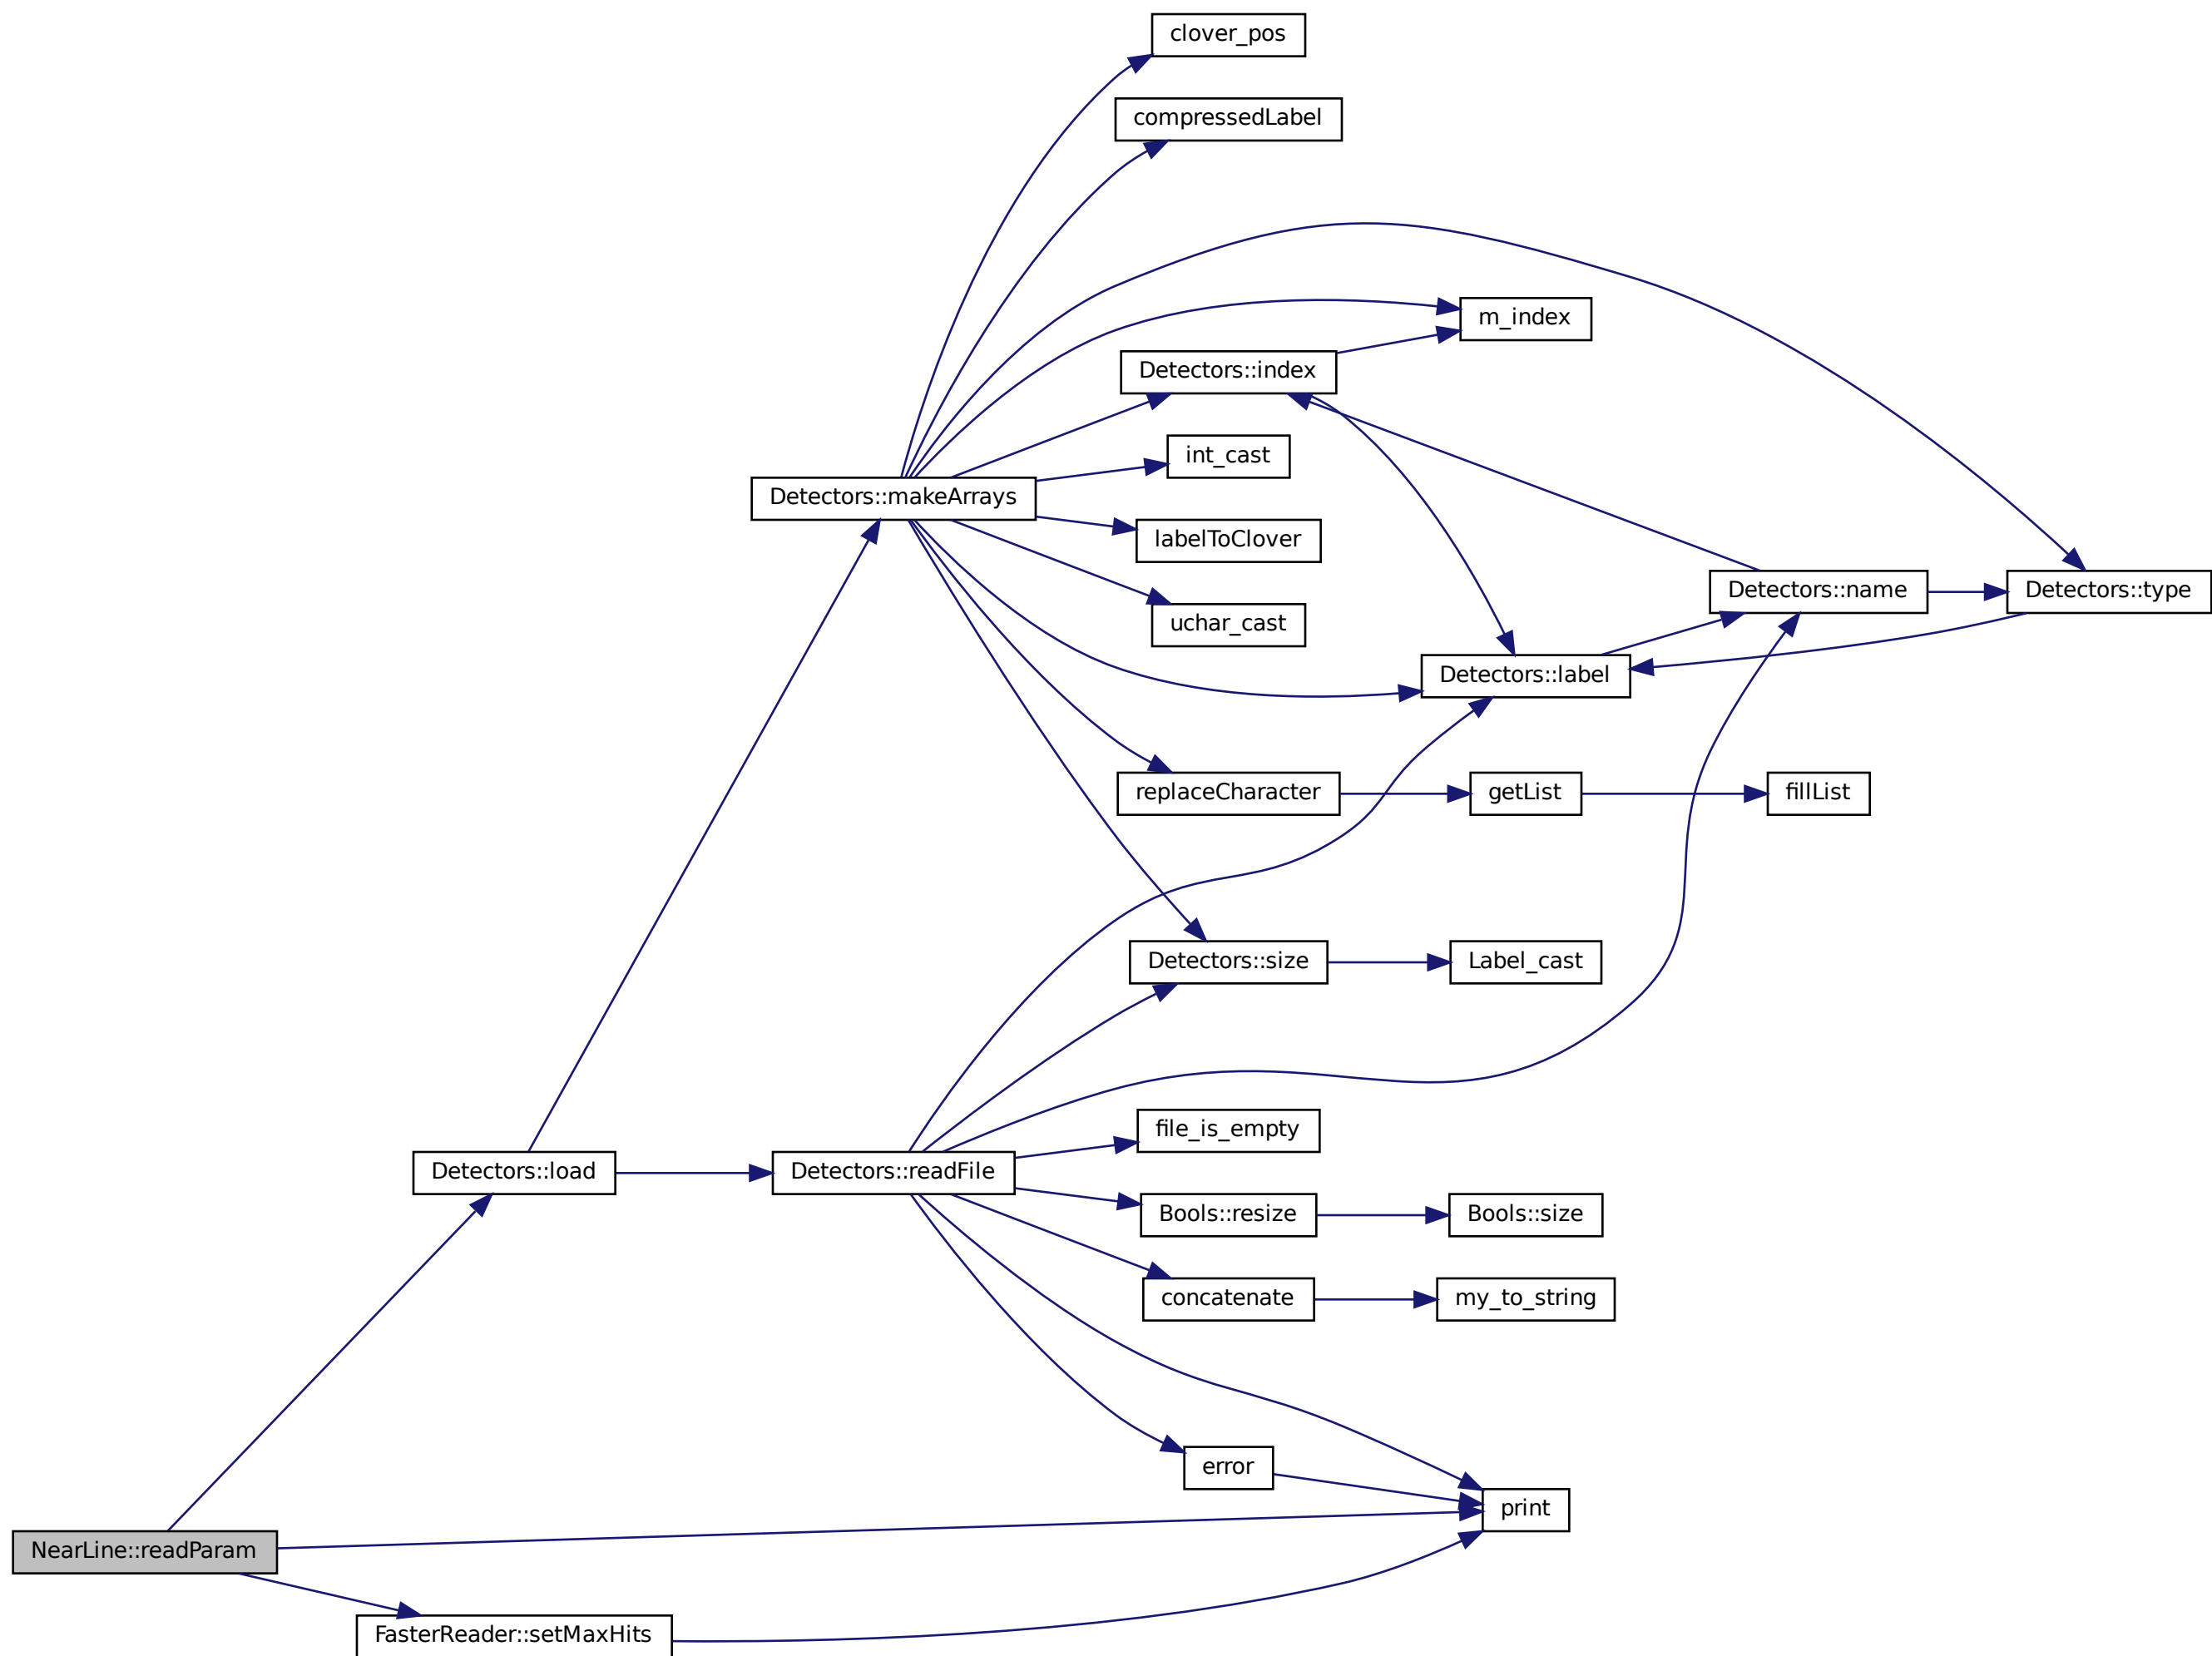 clover_pos
compressedLabel
m_index
Detectors::index
int_cast
Detectors::makeArrays
labelToClover
Detectors::name
Detectors::type
uchar_cast
Detectors::label
replaceCharacter
getList
fillList
Detectors::size
Label_cast
file_is_empty
Detectors::load
Detectors::readFile
Bools::resize
Bools::size
concatenate
my_to_string
error
print
NearLine::readParam
FasterReader::setMaxHits